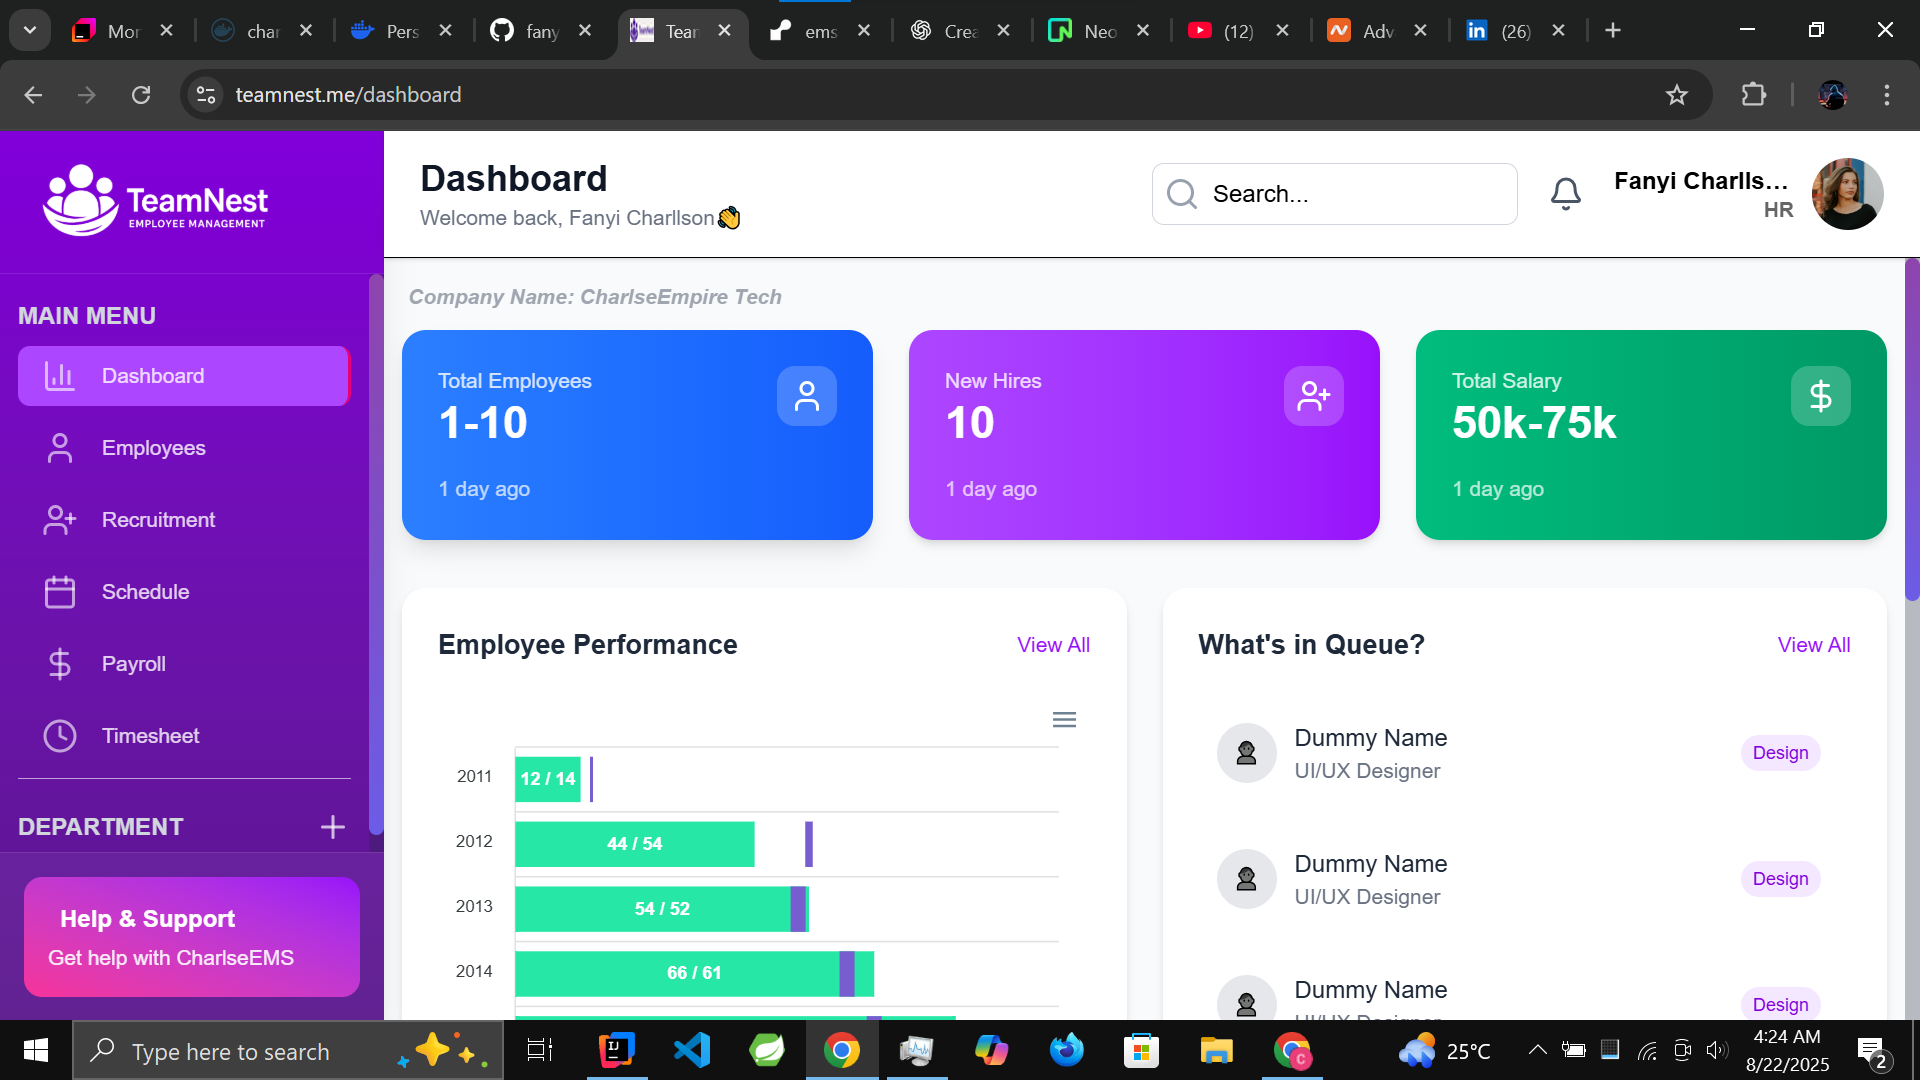 Mor
char
Pers
fany
Tear
ems
Crea
Neo
(12)
Adv
(26)
teamnest.me/dashboard
TeamNest
EMPLOYEE MANAGEMENT
Dashboard
Welcome back, Fanyi Charllson
Search...
Fanyi Charlls...
HR
MAIN MENU
Dashboard
Employees
Recruitment
Schedule
Payroll
Timesheet
DEPARTMENT
Help & Support
Get help with CharlseEMS
Company Name: CharlseEmpire Tech
Total Employees
1-10
1 day ago
New Hires
10
1 day ago
Total Salary
50k-75k
1 day ago
Employee Performance
View All
2011
12 / 14
2012
44 / 54
2013
54 / 52
2014
66 / 61
What's in Queue?
View All
Dummy Name
UI/UX Designer
Design
Dummy Name
UI/UX Designer
Design
Dummy Name
UI/UX Designer
Design
Type here to search
25°C
4:24 AM
8/22/2025
2